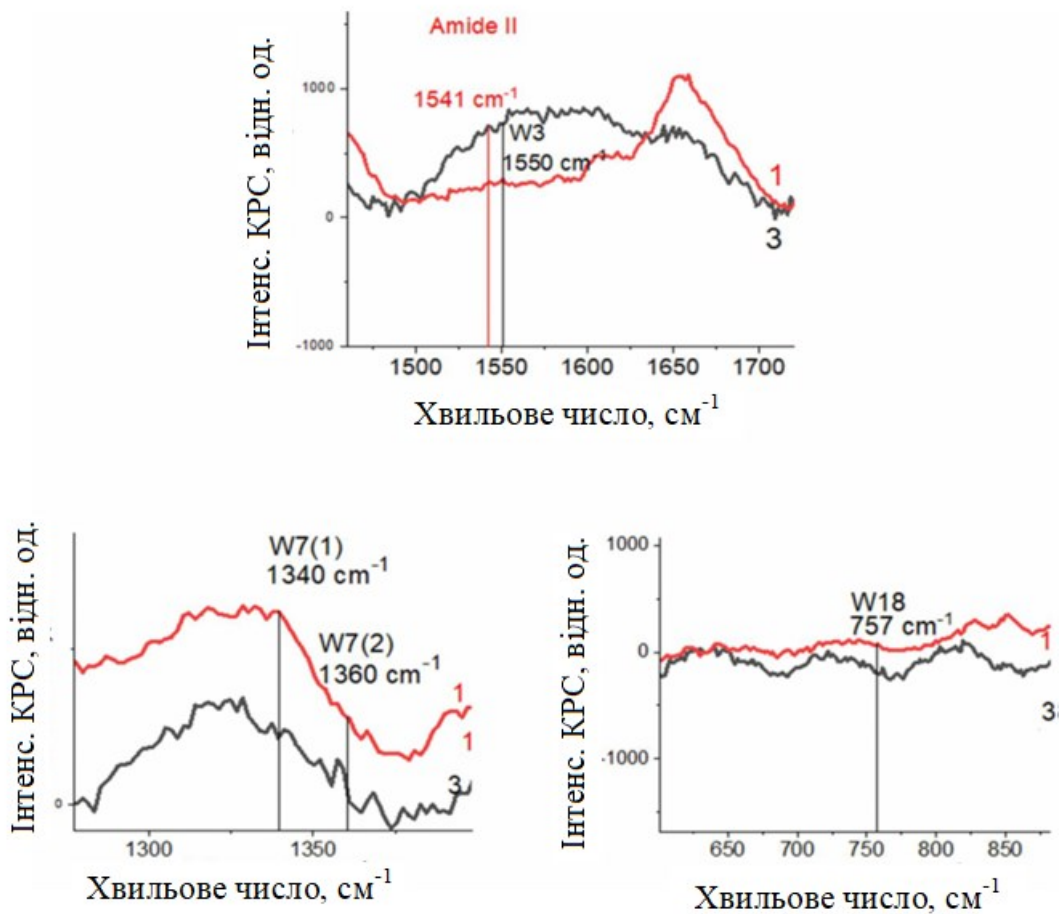 Інтенс. КРС, відн. од.
Amide II
1541 cm⁻¹
W3
1550 cm⁻¹
1000
0
-1000
1
3
1500 1550 1600 1650 1700
Хвильове число, см⁻¹
Інтенс. КРС, відн. од.
W7(1)
1340 cm⁻¹
W7(2)
1360 cm⁻¹
1
1
3
0
1300 1350
Хвильове число, см⁻¹
Інтенс. КРС, відн. од.
1000
0
-1000
W18
757 cm⁻¹
1
3
650 700 750 800 850
Хвильове число, см⁻¹